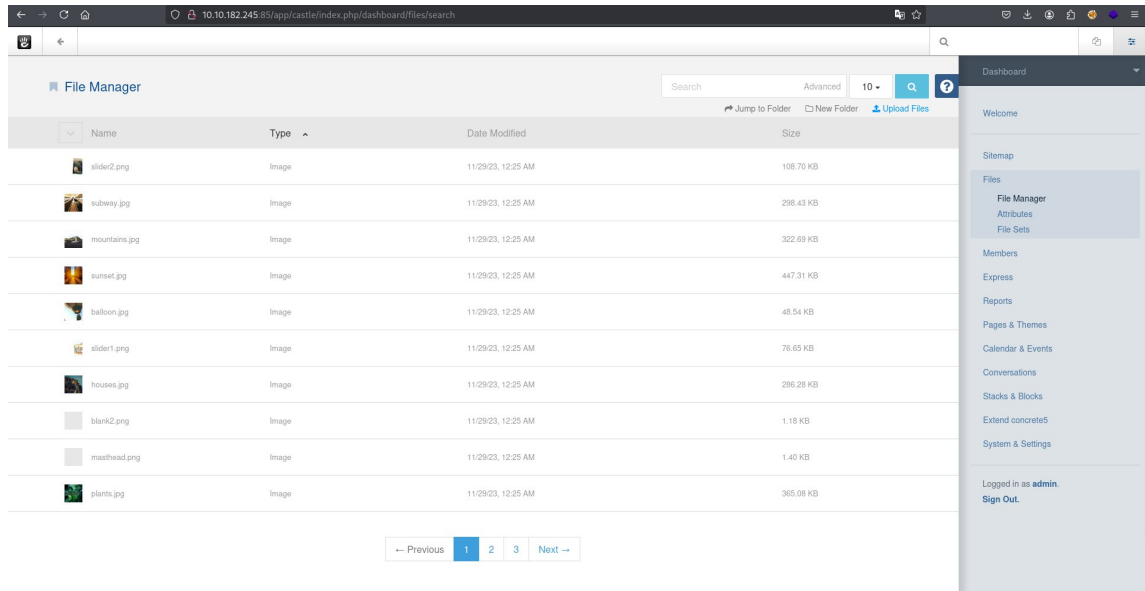 10.10.182.245:85/app/castle/index.php/dashboard/files/search
File Manager
Search Advanced 10
Jump to Folder New Folder Upload Files
Name Type Date Modified Size
slider2.png Image 11/29/23, 12:25 AM 108.70 KB
subway.jpg Image 11/29/23, 12:25 AM 298.43 KB
mountains.jpg Image 11/29/23, 12:25 AM 322.69 KB
sunset.jpg Image 11/29/23, 12:25 AM 447.31 KB
balloon.jpg Image 11/29/23, 12:25 AM 48.54 KB
slider1.png Image 11/29/23, 12:25 AM 76.65 KB
houses.jpg Image 11/29/23, 12:25 AM 286.28 KB
blank2.png Image 11/29/23, 12:25 AM 1.18 KB
masthead.png Image 11/29/23, 12:25 AM 1.40 KB
plants.jpg Image 11/29/23, 12:25 AM 365.08 KB
← Previous 1 2 3 Next →
Dashboard
Welcome
Sitemap
Files
File Manager
Attributes
File Sets
Members
Express
Reports
Pages & Themes
Calendar & Events
Conversations
Stacks & Blocks
Extend concrete5
System & Settings
Logged in as admin.
Sign Out.